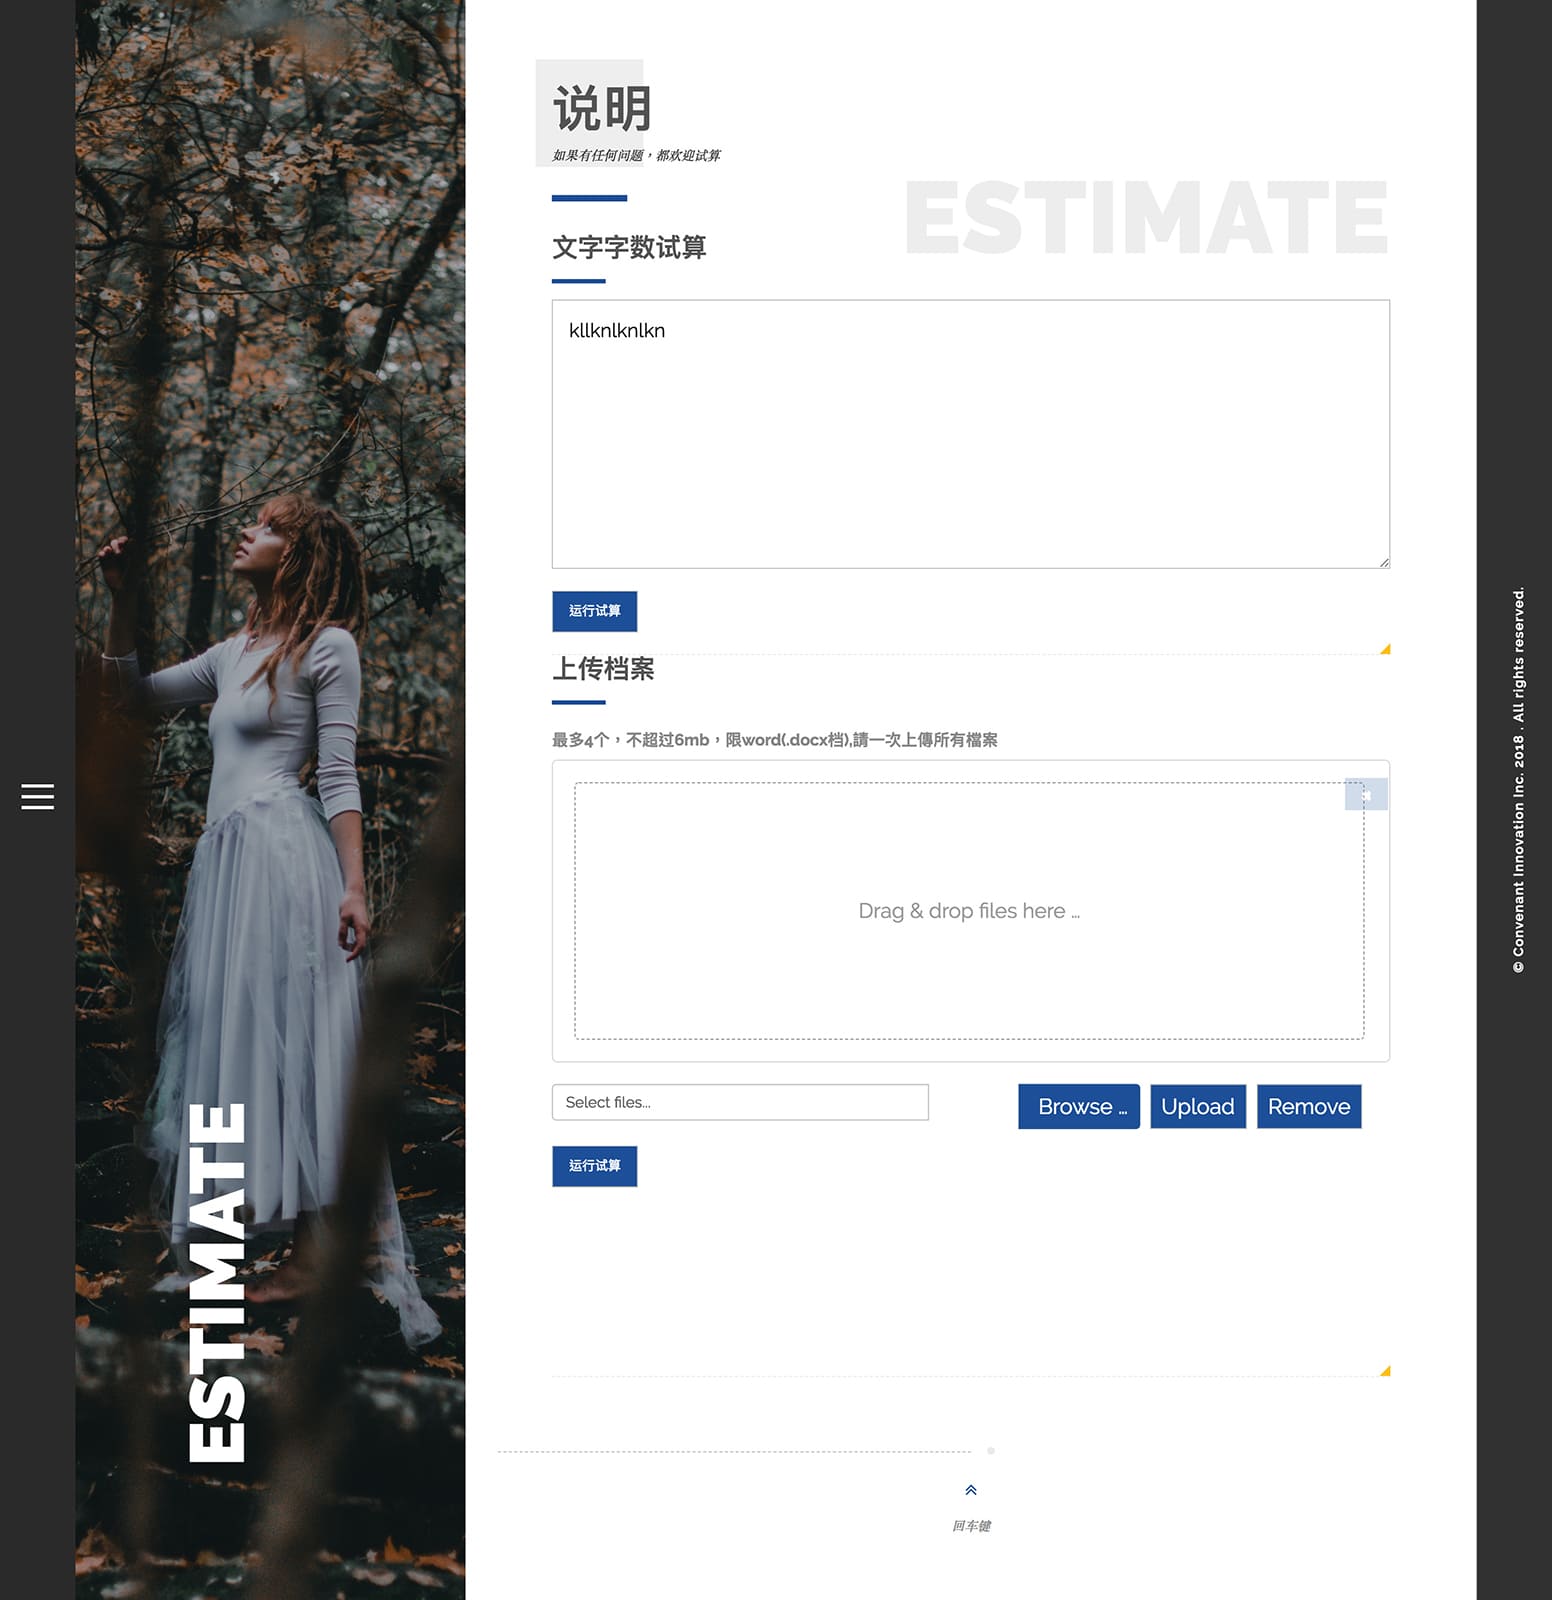 说明
如果有任何问题，都欢迎试算
ESTIMATE
文字字数试算
kllknlknlkn
运行试算
上传档案
最多4个，不超过6mb，限word(.docx档),請一次上傳所有檔案
Drag & drop files here …
Select files...
Browse …
Upload
Remove
运行试算
ESTIMATE
回车键
© Convenant Innovation Inc. 2018 . All rights reserved.